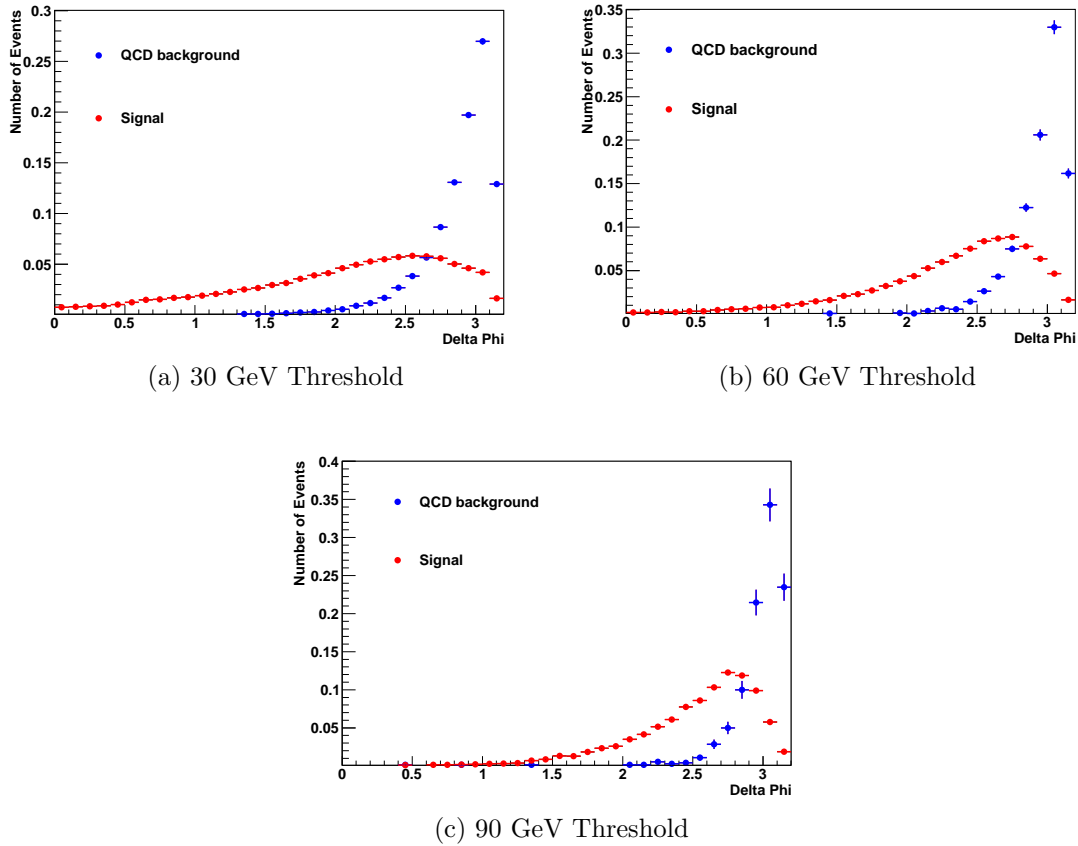 Number of Events
0.3
0.25
0.2
0.15
0.1
0.05
QCD background
Signal
0 0.5 1 1.5 2 2.5 3
Delta Phi
(a) 30 GeV Threshold
Number of Events
0.35
0.3
0.25
0.2
0.15
0.1
0.05
QCD background
Signal
0 0.5 1 1.5 2 2.5 3
Delta Phi
(b) 60 GeV Threshold
Number of Events
0.4
0.35
0.3
0.25
0.2
0.15
0.1
0.05
QCD background
Signal
0 0.5 1 1.5 2 2.5 3
Delta Phi
(c) 90 GeV Threshold